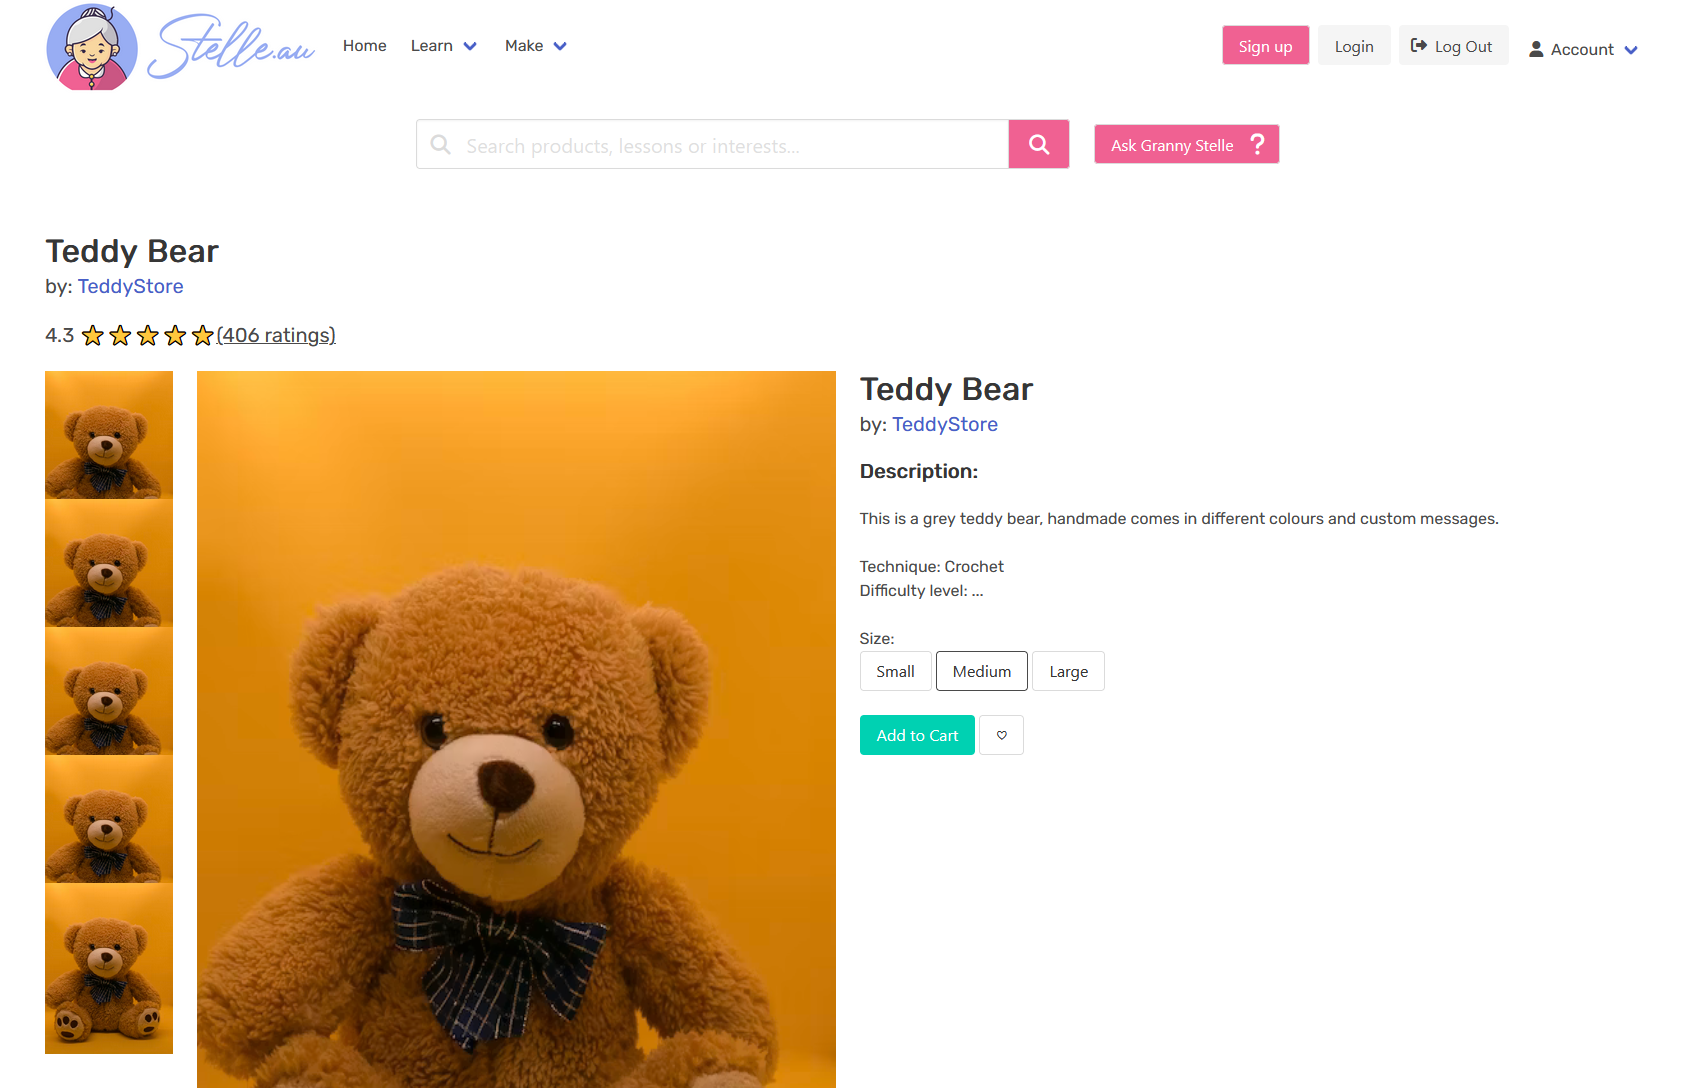 Stelle.au
Home Learn Make
Sign up Login Log Out Account
Search products, lessons or interests...
Ask Granny Stelle ?
Teddy Bear
by: TeddyStore
4.3 (406 ratings)
Teddy Bear
by: TeddyStore
Description:
This is a grey teddy bear, handmade comes in different colours and custom messages.
Technique: Crochet
Difficulty level: ...
Size:
Small Medium Large
Add to Cart